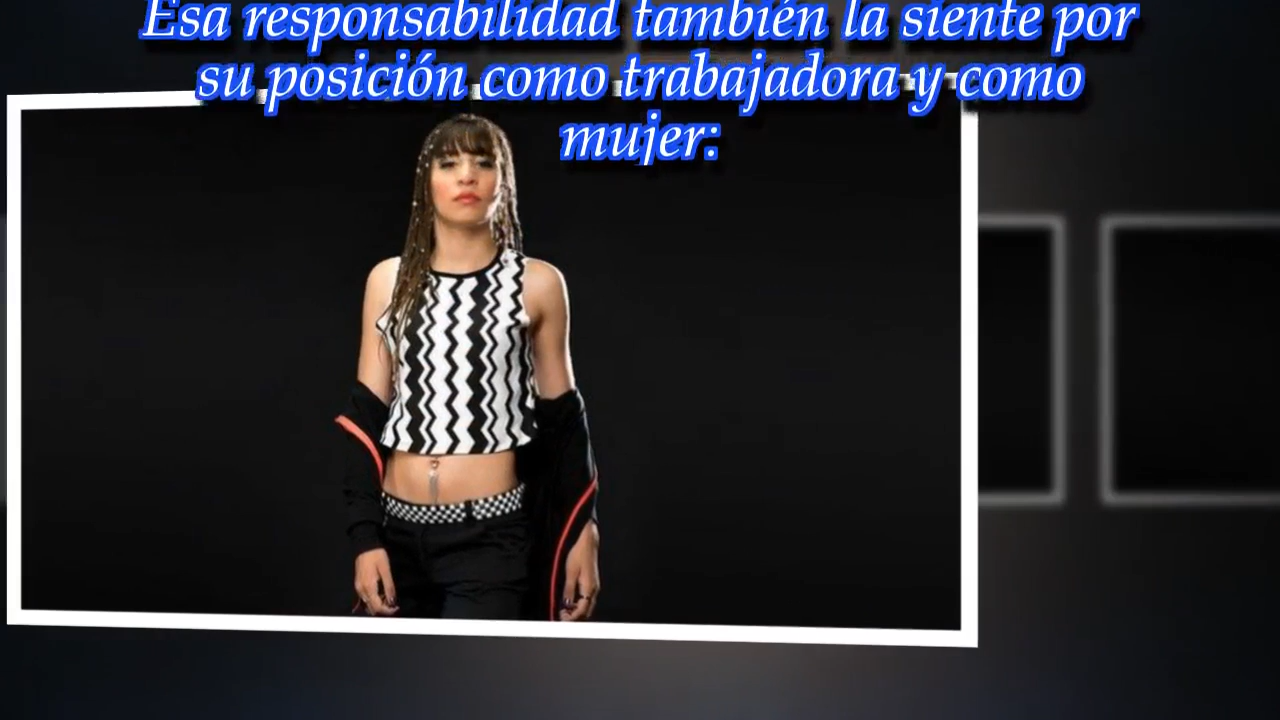 Esa responsabilidad también la siente por
su posición como trabajadora y como
mujer: